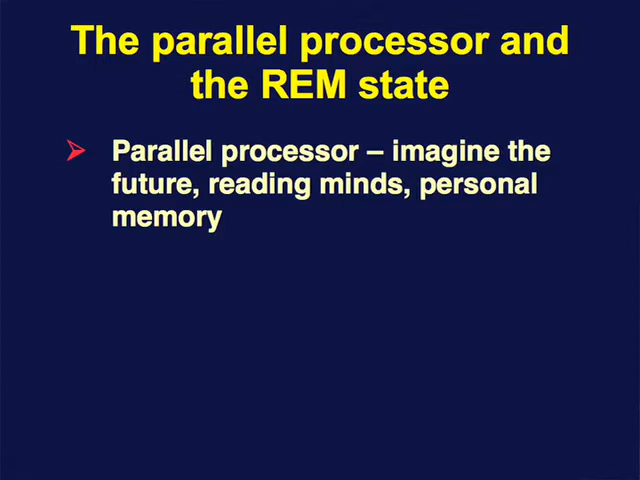 The parallel processor and
the REM state
Parallel processor – imagine the
future, reading minds, personal
memory